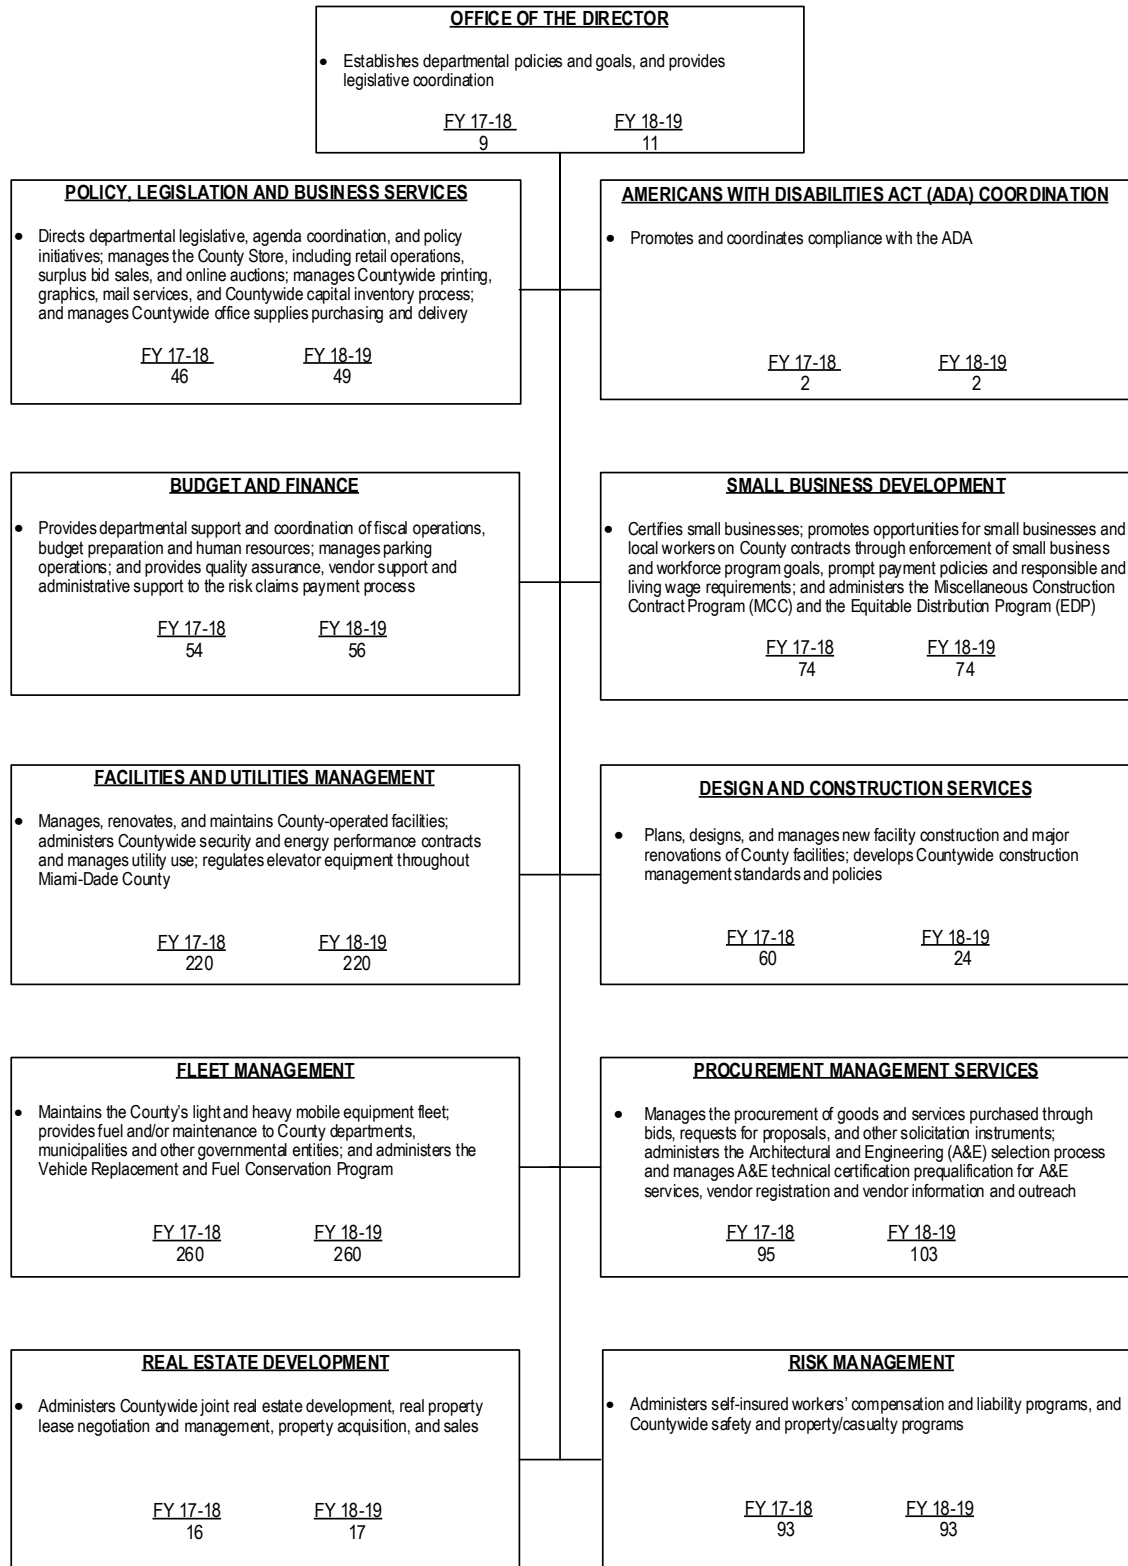 OFFICE OF THE DIRECTOR
• Establishes departmental policies and goals, and provides
legislative coordination
FY 17-18 FY 18-19
9 11
POLICY, LEGISLATION AND BUSINESS SERVICES
• Directs departmental legislative, agenda coordination, and policy
initiatives; manages the County Store, including retail operations,
surplus bid sales, and online auctions; manages Countywide printing,
graphics, mail services, and Countywide capital inventory process;
and manages Countywide office supplies purchasing and delivery
FY 17-18 FY 18-19
46 49
AMERICANS WITH DISABILITIES ACT (ADA) COORDINATION
• Promotes and coordinates compliance with the ADA
FY 17-18 FY 18-19
2 2
BUDGET AND FINANCE
• Provides departmental support and coordination of fiscal operations,
budget preparation and human resources; manages parking
operations; and provides quality assurance, vendor support and
administrative support to the risk claims payment process
FY 17-18 FY 18-19
54 56
SMALL BUSINESS DEVELOPMENT
• Certifies small businesses; promotes opportunities for small businesses and
local workers on County contracts through enforcement of small business
and workforce program goals, prompt payment policies and responsible and
living wage requirements; and administers the Miscellaneous Construction
Contract Program (MCC) and the Equitable Distribution Program (EDP)
FY 17-18 FY 18-19
74 74
FACILITIES AND UTILITIES MANAGEMENT
• Manages, renovates, and maintains County-operated facilities;
administers Countywide security and energy performance contracts
and manages utility use; regulates elevator equipment throughout
Miami-Dade County
FY 17-18 FY 18-19
220 220
DESIGN AND CONSTRUCTION SERVICES
• Plans, designs, and manages new facility construction and major
renovations of County facilities; develops Countywide construction
management standards and policies
FY 17-18 FY 18-19
60 24
FLEET MANAGEMENT
• Maintains the County's light and heavy mobile equipment fleet;
provides fuel and/or maintenance to County departments,
municipalities and other governmental entities; and administers the
Vehicle Replacement and Fuel Conservation Program
FY 17-18 FY 18-19
260 260
PROCUREMENT MANAGEMENT SERVICES
• Manages the procurement of goods and services purchased through
bids, requests for proposals, and other solicitation instruments;
administers the Architectural and Engineering (A&E) selection process
and manages A&E technical certification prequalification for A&E
services, vendor registration and vendor information and outreach
FY 17-18 FY 18-19
95 103
REAL ESTATE DEVELOPMENT
• Administers Countywide joint real estate development, real property
lease negotiation and management, property acquisition, and sales
FY 17-18 FY 18-19
16 17
RISK MANAGEMENT
• Administers self-insured workers' compensation and liability programs, and
Countywide safety and property/casualty programs
FY 17-18 FY 18-19
93 93